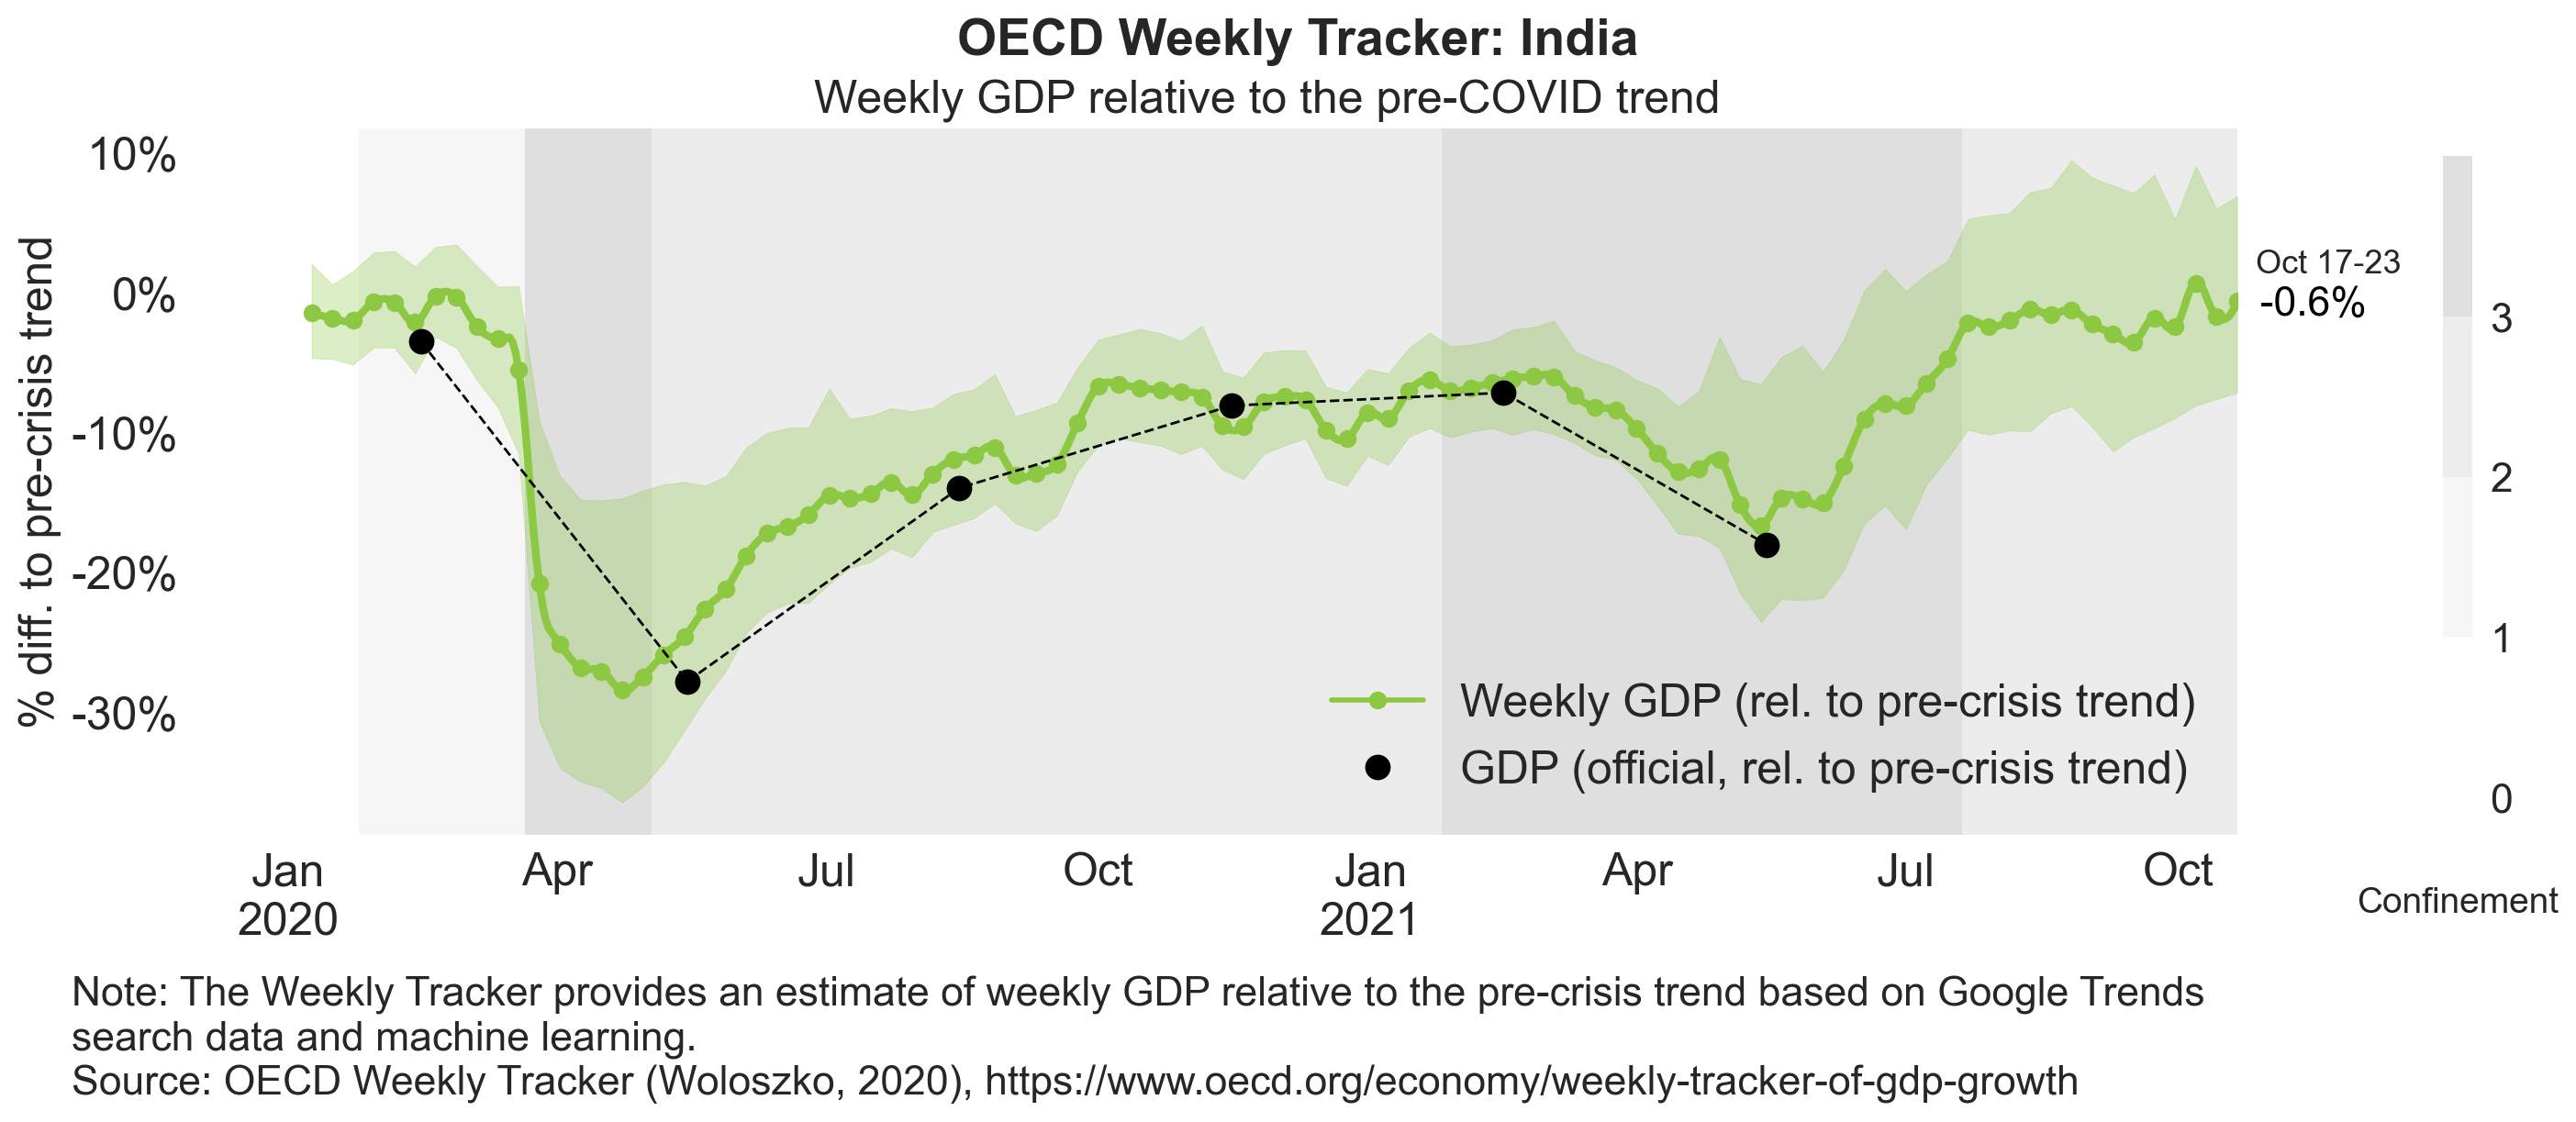 OECD Weekly Tracker: India
Weekly GDP relative to the pre-COVID trend
% diff. to pre-crisis trend
10%
0%
-10%
-20%
-30%
Oct 17-23
-0.6%
3
2
1
0
Confinement
Weekly GDP (rel. to pre-crisis trend)
GDP (official, rel. to pre-crisis trend)
Jan Apr Jul Oct Jan Apr Jul Oct
2020 2021
Note: The Weekly Tracker provides an estimate of weekly GDP relative to the pre-crisis trend based on Google Trends
search data and machine learning.
Source: OECD Weekly Tracker (Woloszko, 2020), https://www.oecd.org/economy/weekly-tracker-of-gdp-growth